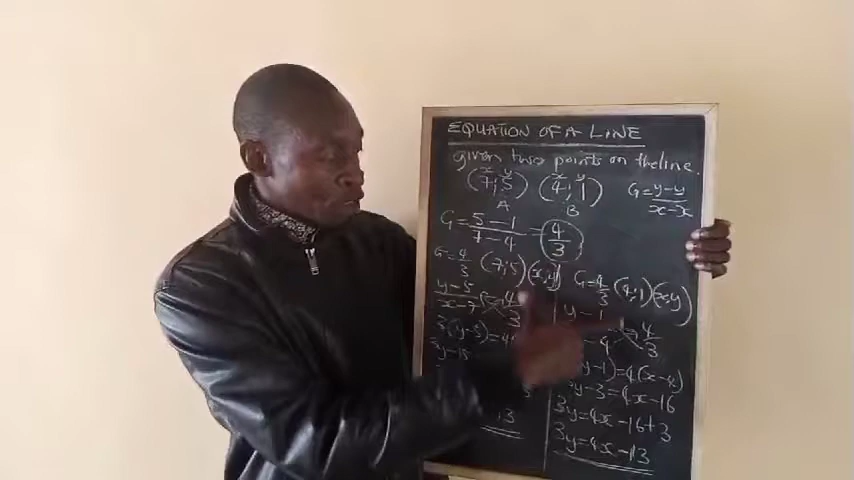 EQUATION OF A LINE
given two points on the line.
x y x y
(7,5) (4,1) G=y-y/x-x
A B
G=5-1/7-4=4/3
G=4/3 (7,5)(x,y)
y-5/x-7=4/3
3(y-5)=4
3y-15
13
G=4/3 (4,1)(x,y)
y-1
-4 4/3
y-1)=4(x-4)
3y-3=4x-16
3y=4x-16+3
3y=4x-13